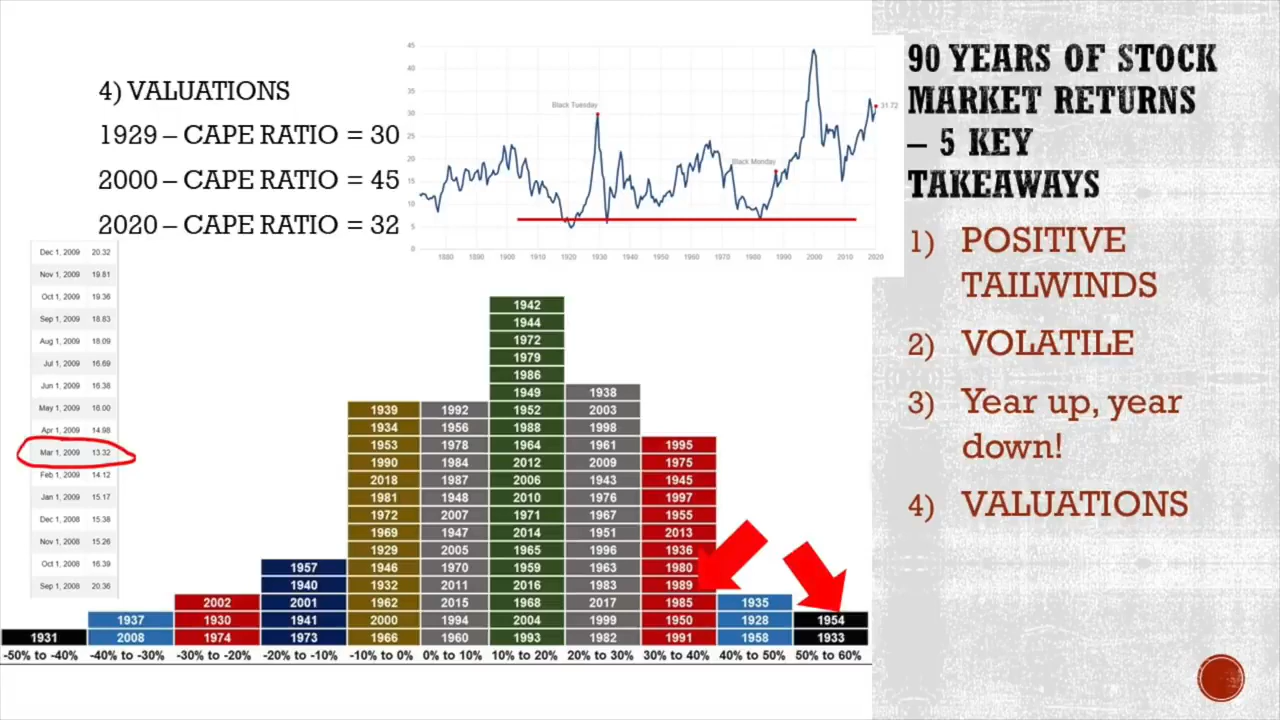 4) VALUATIONS
1929 – CAPE RATIO = 30
2000 – CAPE RATIO = 45
2020 – CAPE RATIO = 32
45
40
35
30
25
20
15
10
5
0
Black Tuesday
Black Monday
31.72
1880 1890 1900 1910 1920 1930 1940 1950 1960 1970 1980 1990 2000 2010 2020
90 YEARS OF STOCK
MARKET RETURNS
– 5 KEY
TAKEAWAYS
1) POSITIVE
TAILWINDS
2) VOLATILE
3) Year up, year
down!
4) VALUATIONS
Dec 1, 2009 20.32
Nov 1, 2009 19.81
Oct 1, 2009 19.36
Sep 1, 2009 18.83
Aug 1, 2009 18.09
Jul 1, 2009 16.69
Jun 1, 2009 16.38
May 1, 2009 16.00
Apr 1, 2009 14.98
Mar 1, 2009 13.32
Feb 1, 2009 14.12
Jan 1, 2009 15.17
Dec 1, 2008 15.38
Nov 1, 2008 15.26
Oct 1, 2008 16.39
Sep 1, 2008 20.36
1942
1944
1972
1979
1986
1949 1938
1939 1992 1952 2003
1934 1956 1988 1998
1953 1978 1964 1961 1995
1990 1984 2012 2009 1975
2018 1987 2006 1943 1945
1981 1948 2010 1976 1997
1972 2007 1971 1967 1955
1969 1947 2014 1951 2013
1929 2005 1965 1996 1936
1957 1946 1970 1959 1963 1980
1940 1932 2011 2016 1983 1989
2002 2001 1962 2015 1968 2017 1985 1935
1937 1930 1941 2000 1994 2004 1999 1950 1928 1954
1931 2008 1974 1973 1966 1960 1993 1982 1991 1958 1933
-50% to -40% -40% to -30% -30% to -20% -20% to -10% -10% to 0% 0% to 10% 10% to 20% 20% to 30% 30% to 40% 40% to 50% 50% to 60%